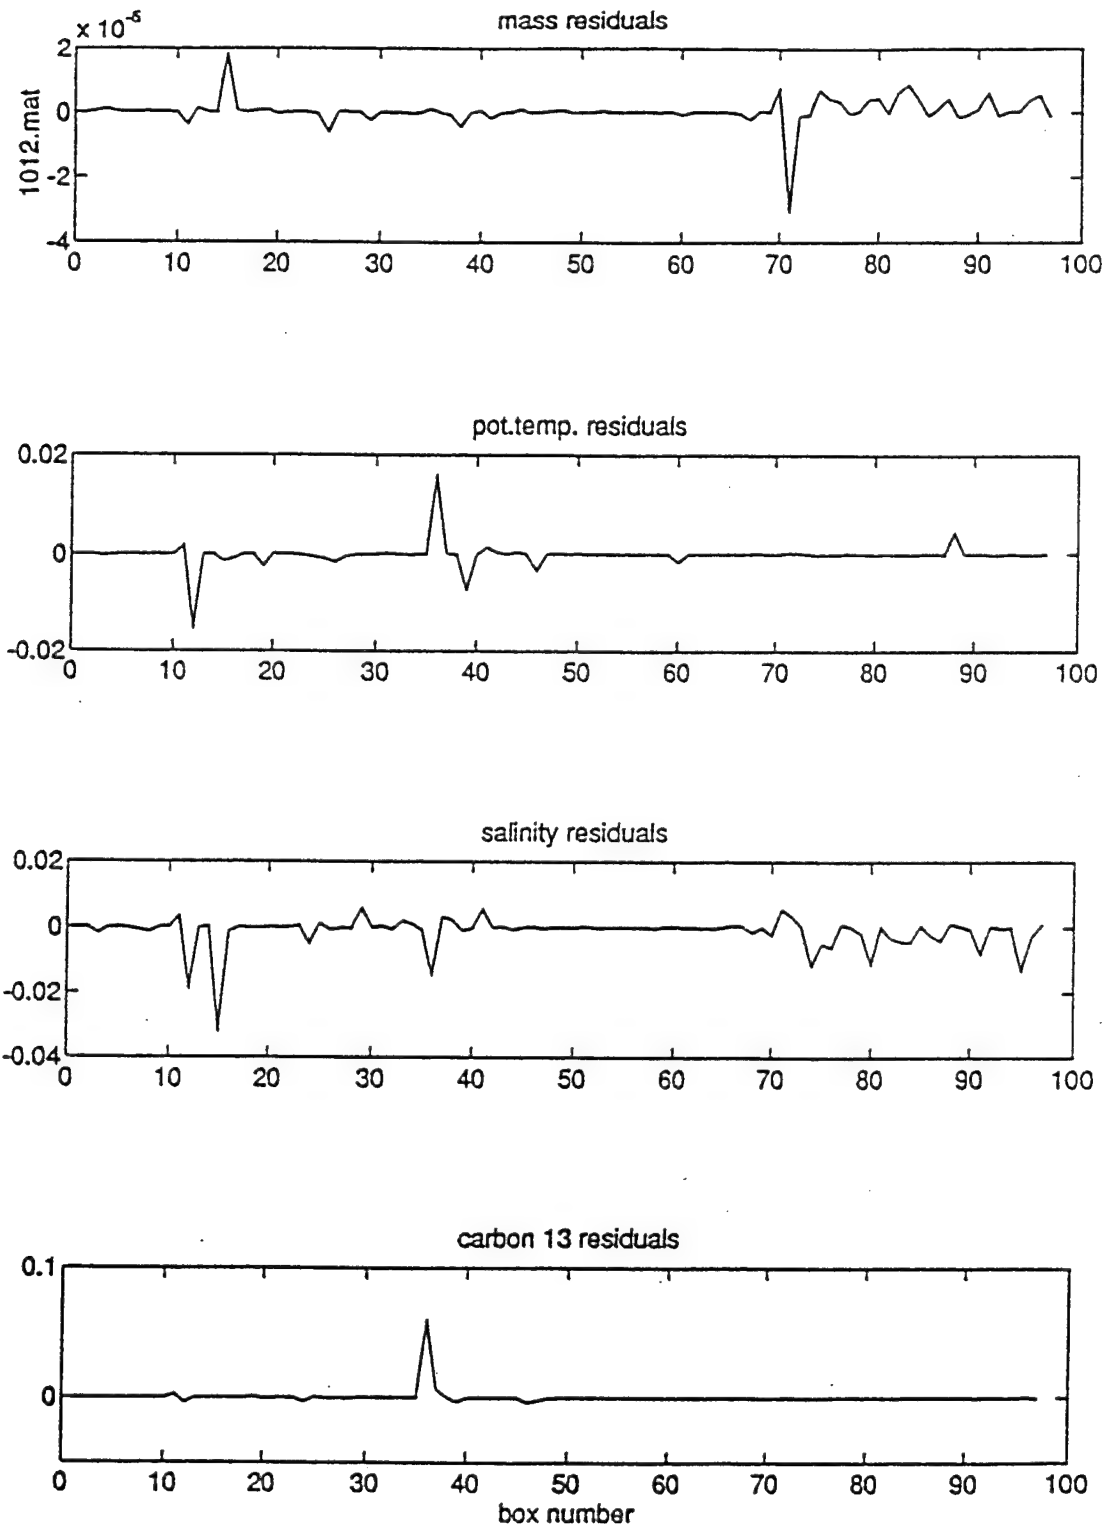 mass residuals
x 10⁻⁵
2
0
-2
-4
1012.mat
0 10 20 30 40 50 60 70 80 90 100
pot.temp. residuals
0.02
0
-0.02
0 10 20 30 40 50 60 70 80 90 100
salinity residuals
0.02
0
-0.02
-0.04
0 10 20 30 40 50 60 70 80 90 100
carbon 13 residuals
0.1
0
0 10 20 30 40 50 60 70 80 90 100
box number